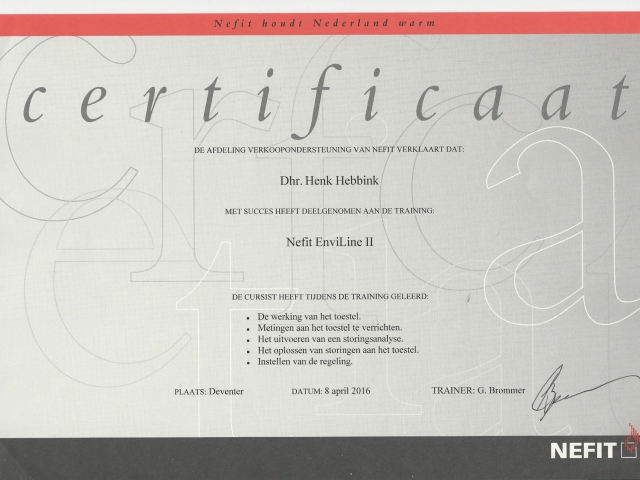 Nefit houdt Nederland warm
certificaat
DE AFDELING VERKOOPONDERSTEUNING VAN NEFIT VERKLAART DAT:
Dhr. Henk Hebbink
MET SUCCES HEEFT DEELGENOMEN AAN DE TRAINING:
Nefit EnviLine II
DE CURSIST HEEFT TIJDENS DE TRAINING GELEERD:
• De werking van het toestel.
• Metingen aan het toestel te verrichten.
• Het uitvoeren van een storingsanalyse.
• Het oplossen van storingen aan het toestel.
• Instellen van de regeling.
PLAATS: Deventer DATUM: 8 april 2016 TRAINER: G. Brommer
NEFIT